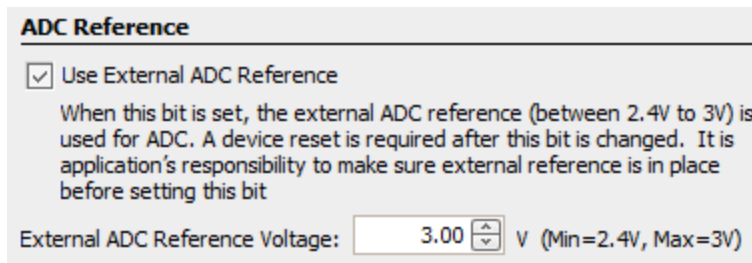 ADC Reference
Use External ADC Reference
When this bit is set, the external ADC reference (between 2.4V to 3V) is
used for ADC. A device reset is required after this bit is changed. It is
application's responsibility to make sure external reference is in place
before setting this bit
External ADC Reference Voltage: 3.00 V (Min=2.4V, Max=3V)